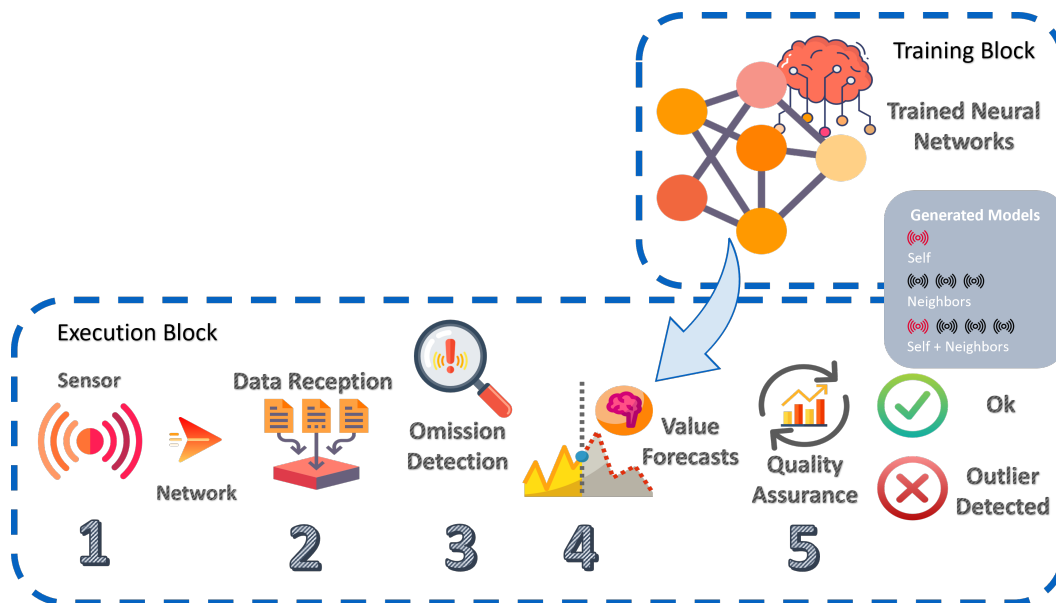 Training Block
Trained Neural
Networks
Generated Models
Self
Neighbors
Self + Neighbors
Execution Block
Sensor
Network
Data Reception
Omission
Detection
Value
Forecasts
Quality
Assurance
Ok
Outlier
Detected
1
2
3
4
5